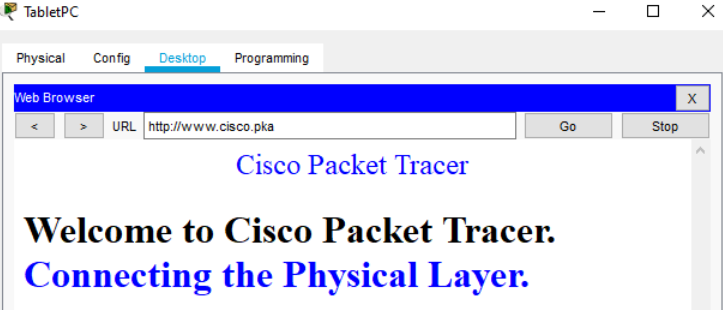 TabletPC
Physical Config Desktop Programming
Web Browser X
< > URL http://www.cisco.pka Go Stop
Cisco Packet Tracer
Welcome to Cisco Packet Tracer.
Connecting the Physical Layer.